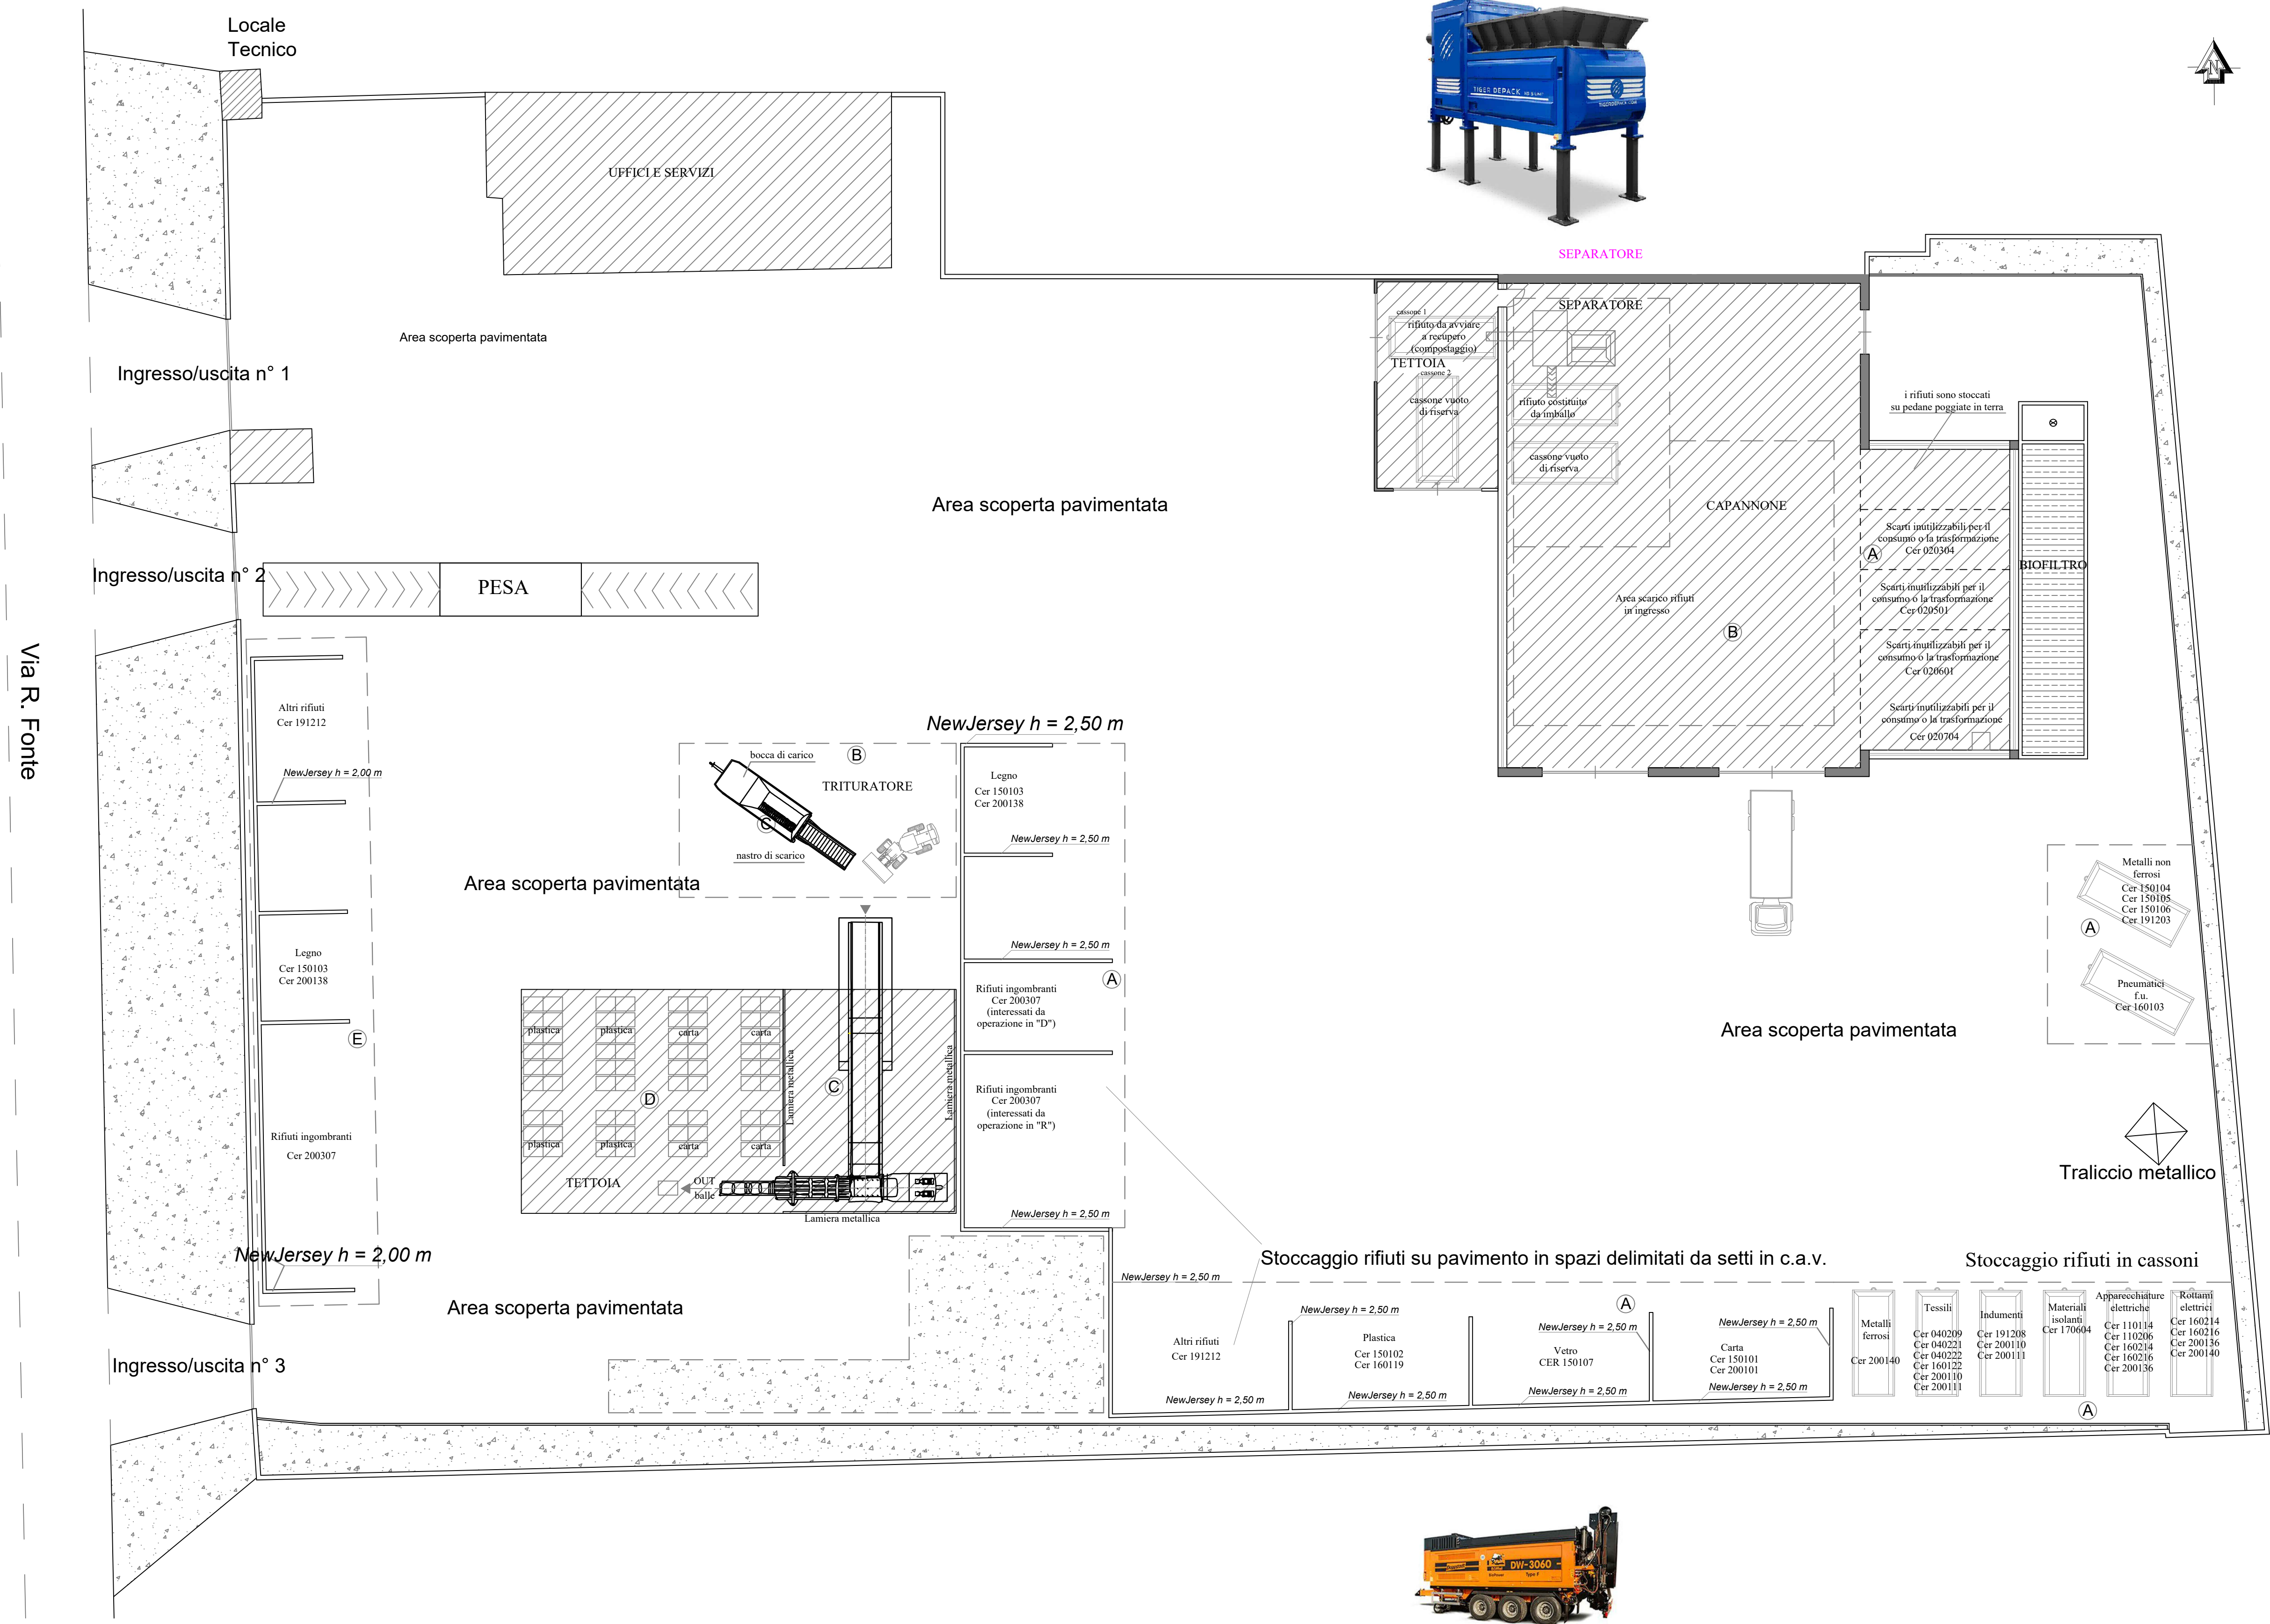 Locale
Tecnico
N
TIGER DEPACK
SEPARATORE
UFFICI E SERVIZI
Area scoperta pavimentata
Ingresso/uscita n° 1
cassone 1
rifiuto da avviare
a recupero
(compostaggio)
TETTOIA
cassone 2
cassone vuoto
di riserva
SEPARATORE
rifiuto costituito
da imballo
cassone vuoto
di riserva
CAPANNONE
i rifiuti sono stoccati
su pedane poggiate in terra
Area scoperta pavimentata
Scarti inutilizzabili per il
consumo o la trasformazione
Cer 020304
A
BIOFILTRO
Scarti inutilizzabili per il
consumo o la trasformazione
Cer 020501
Area scarico rifiuti
in ingresso
B
Scarti inutilizzabili per il
consumo o la trasformazione
Cer 020601
Scarti inutilizzabili per il
consumo o la trasformazione
Cer 020704
Ingresso/uscita n° 2
PESA
Via R. Fonte
Altri rifiuti
Cer 191212
NewJersey h = 2,00 m
Legno
Cer 150103
Cer 200138
E
Rifiuti ingombranti
Cer 200307
NewJersey h = 2,00 m
NewJersey h = 2,50 m
bocca di carico
B
TRITURATORE
C
nastro di scarico
Area scoperta pavimentata
Legno
Cer 150103
Cer 200138
NewJersey h = 2,50 m
NewJersey h = 2,50 m
A
Rifiuti ingombranti
Cer 200307
(interessati da
operazione in "D")
Rifiuti ingombranti
Cer 200307
(interessati da
operazione in "R")
NewJersey h = 2,50 m
plastica
plastica
carta
carta
Lamiera metallica
Lamiera metallica
C
D
plastica
plastica
carta
carta
TETTOIA
OUT
balle
Lamiera metallica
Metalli non
ferrosi
Cer 150104
Cer 150105
Cer 150106
Cer 191203
A
Pneumatici
f.u.
Cer 160103
Area scoperta pavimentata
Traliccio metallico
Stoccaggio rifiuti su pavimento in spazi delimitati da setti in c.a.v.
Stoccaggio rifiuti in cassoni
Area scoperta pavimentata
Ingresso/uscita n° 3
NewJersey h = 2,50 m
NewJersey h = 2,50 m
A
NewJersey h = 2,50 m
NewJersey h = 2,50 m
Altri rifiuti
Cer 191212
Plastica
Cer 150102
Cer 160119
Vetro
CER 150107
Carta
Cer 150101
Cer 200101
NewJersey h = 2,50 m
NewJersey h = 2,50 m
NewJersey h = 2,50 m
NewJersey h = 2,50 m
Metalli
ferrosi
Cer 200140
Tessili
Cer 040209
Cer 040221
Cer 040222
Cer 160122
Cer 200110
Cer 200111
Indumenti
Cer 191208
Cer 200110
Cer 200111
Materiali
isolanti
Cer 170604
Apparecchiature
elettriche
Cer 110114
Cer 110206
Cer 160214
Cer 160216
Cer 200136
Rottami
elettrici
Cer 160214
Cer 160216
Cer 200136
Cer 200140
A
DW-3060
Type F